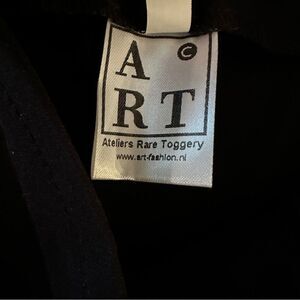 A ©
RT
Ateliers Rare Toggery
www.art-fashion.nl